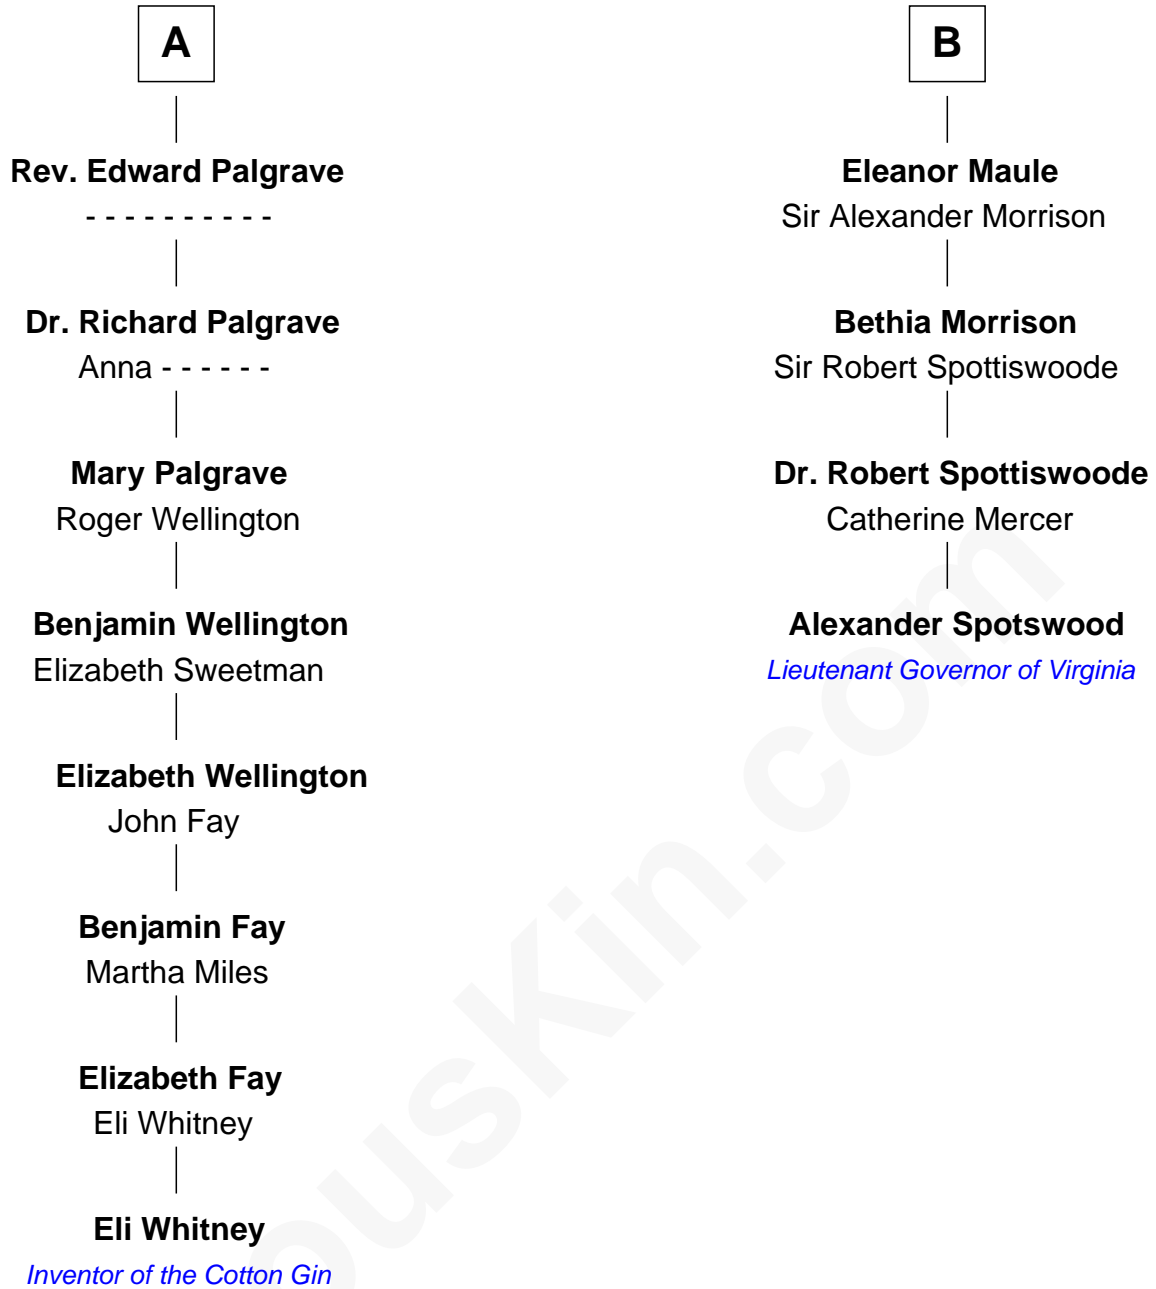 A
Rev. Edward Palgrave
- - - - - - - - - -
Dr. Richard Palgrave
Anna - - - - - -
Mary Palgrave
Roger Wellington
Benjamin Wellington
Elizabeth Sweetman
Elizabeth Wellington
John Fay
Benjamin Fay
Martha Miles
Elizabeth Fay
Eli Whitney
Eli Whitney
Inventor of the Cotton Gin
B
Eleanor Maule
Sir Alexander Morrison
Bethia Morrison
Sir Robert Spottiswoode
Dr. Robert Spottiswoode
Catherine Mercer
Alexander Spotswood
Lieutenant Governor of Virginia
ousKin.com